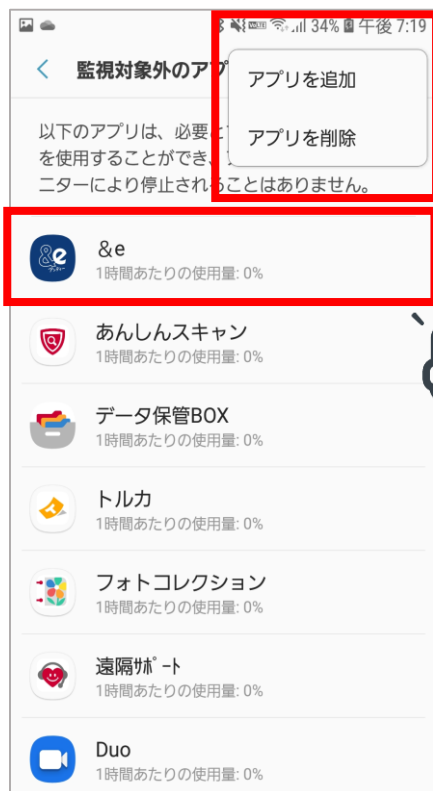 34% 午後 7:19
監視対象外のアプ
アプリを追加
アプリを削除
以下のアプリは、必要と
を使用することができ、
ニターにより停止されることはありません。
&e
&e
1時間あたりの使用量: 0%
あんしんスキャン
1時間あたりの使用量: 0%
データ保管BOX
1時間あたりの使用量: 0%
トルカ
1時間あたりの使用量: 0%
フォトコレクション
1時間あたりの使用量: 0%
遠隔ｻﾎﾟｰﾄ
1時間あたりの使用量: 0%
Duo
1時間あたりの使用量: 0%